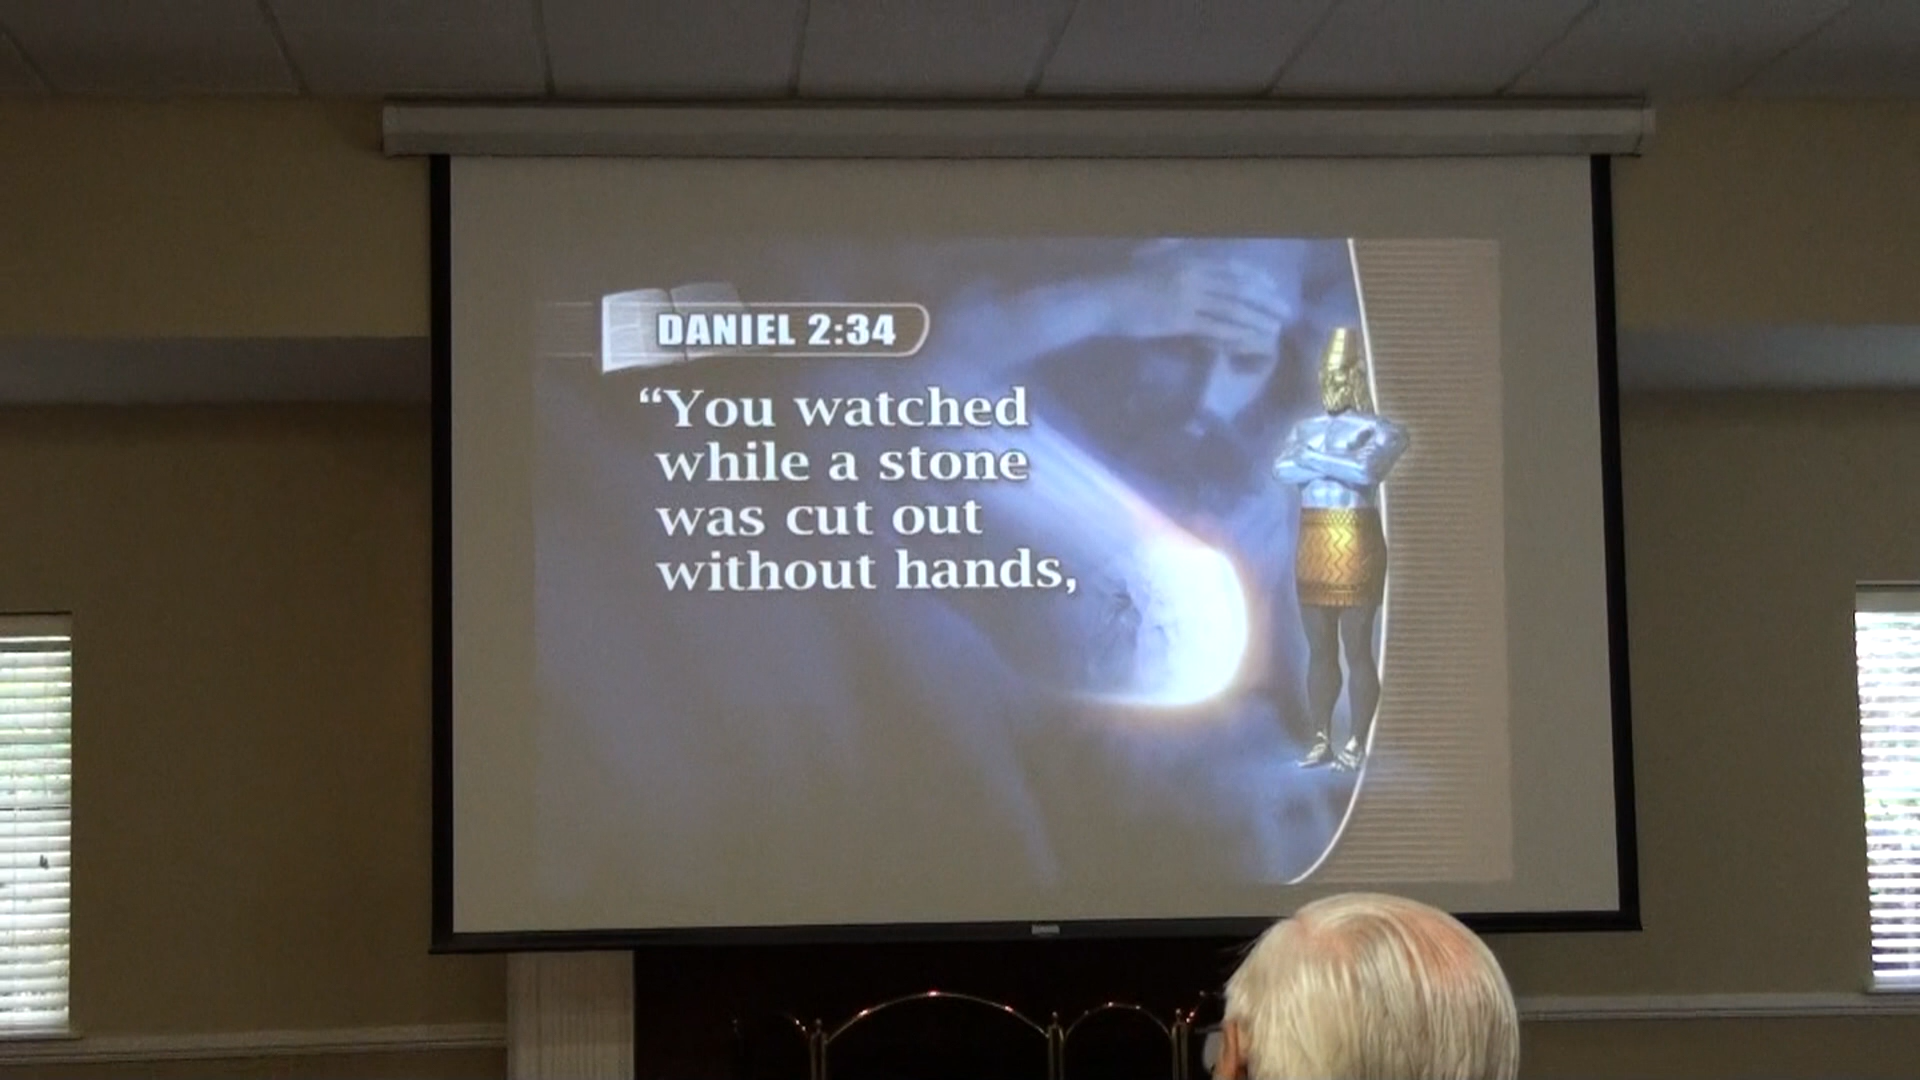 DANIEL 2:34
“You watched
while a stone
was cut out
without hands,